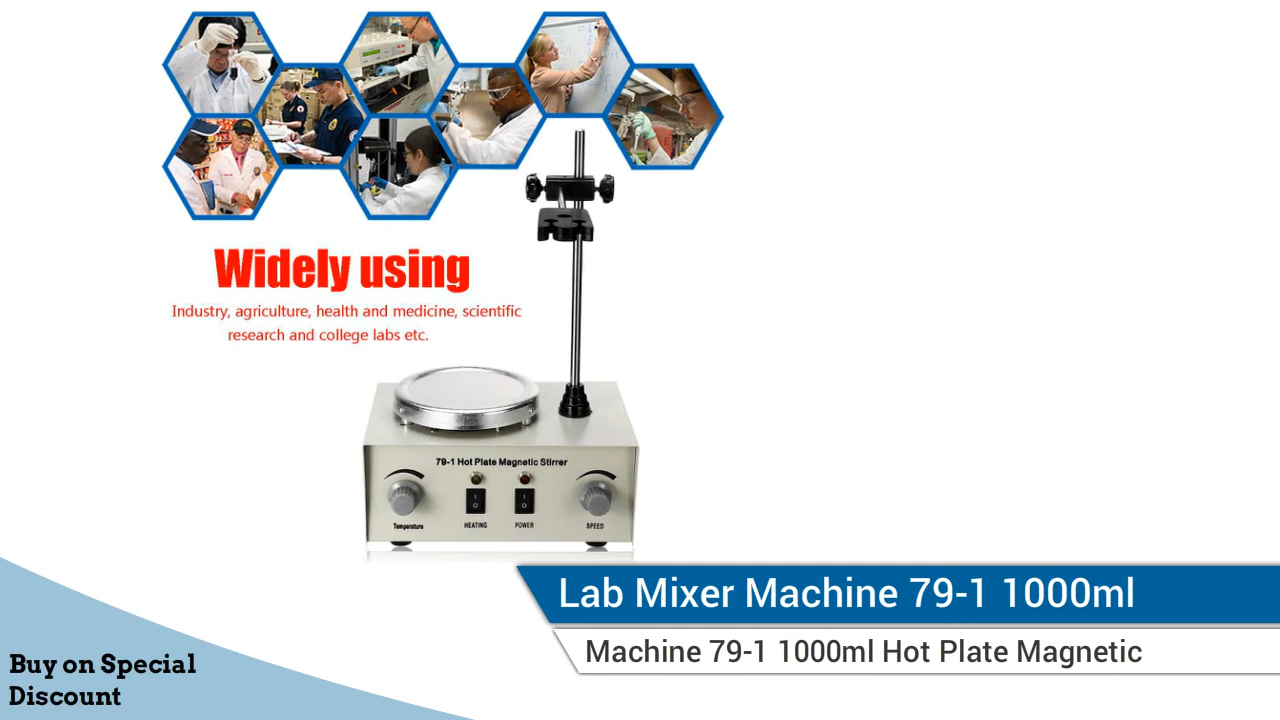 Widely using
Industry, agriculture, health and medicine, scientific
research and college labs etc.
79-1 Hot Plate Magnetic Stirrer
Temperature
HEATING
POWER
SPEED
Lab Mixer Machine 79-1 1000ml
Machine 79-1 1000ml Hot Plate Magnetic
Buy on Special
Discount